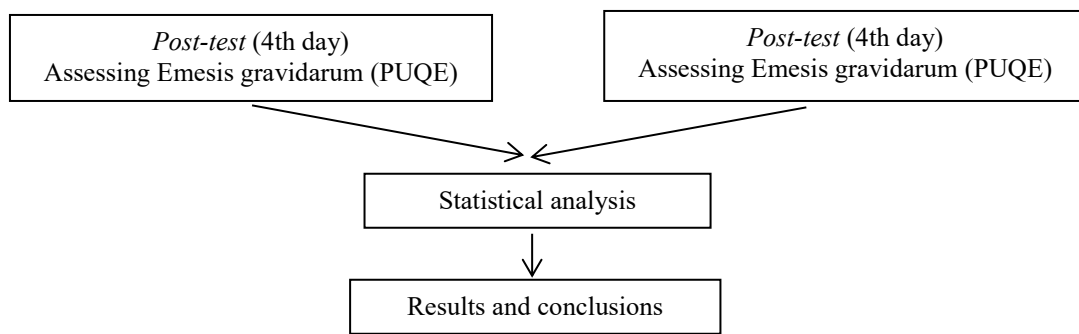 Post-test (4th day)
Assessing Emesis gravidarum (PUQE)
Post-test (4th day)
Assessing Emesis gravidarum (PUQE)
Statistical analysis
Results and conclusions